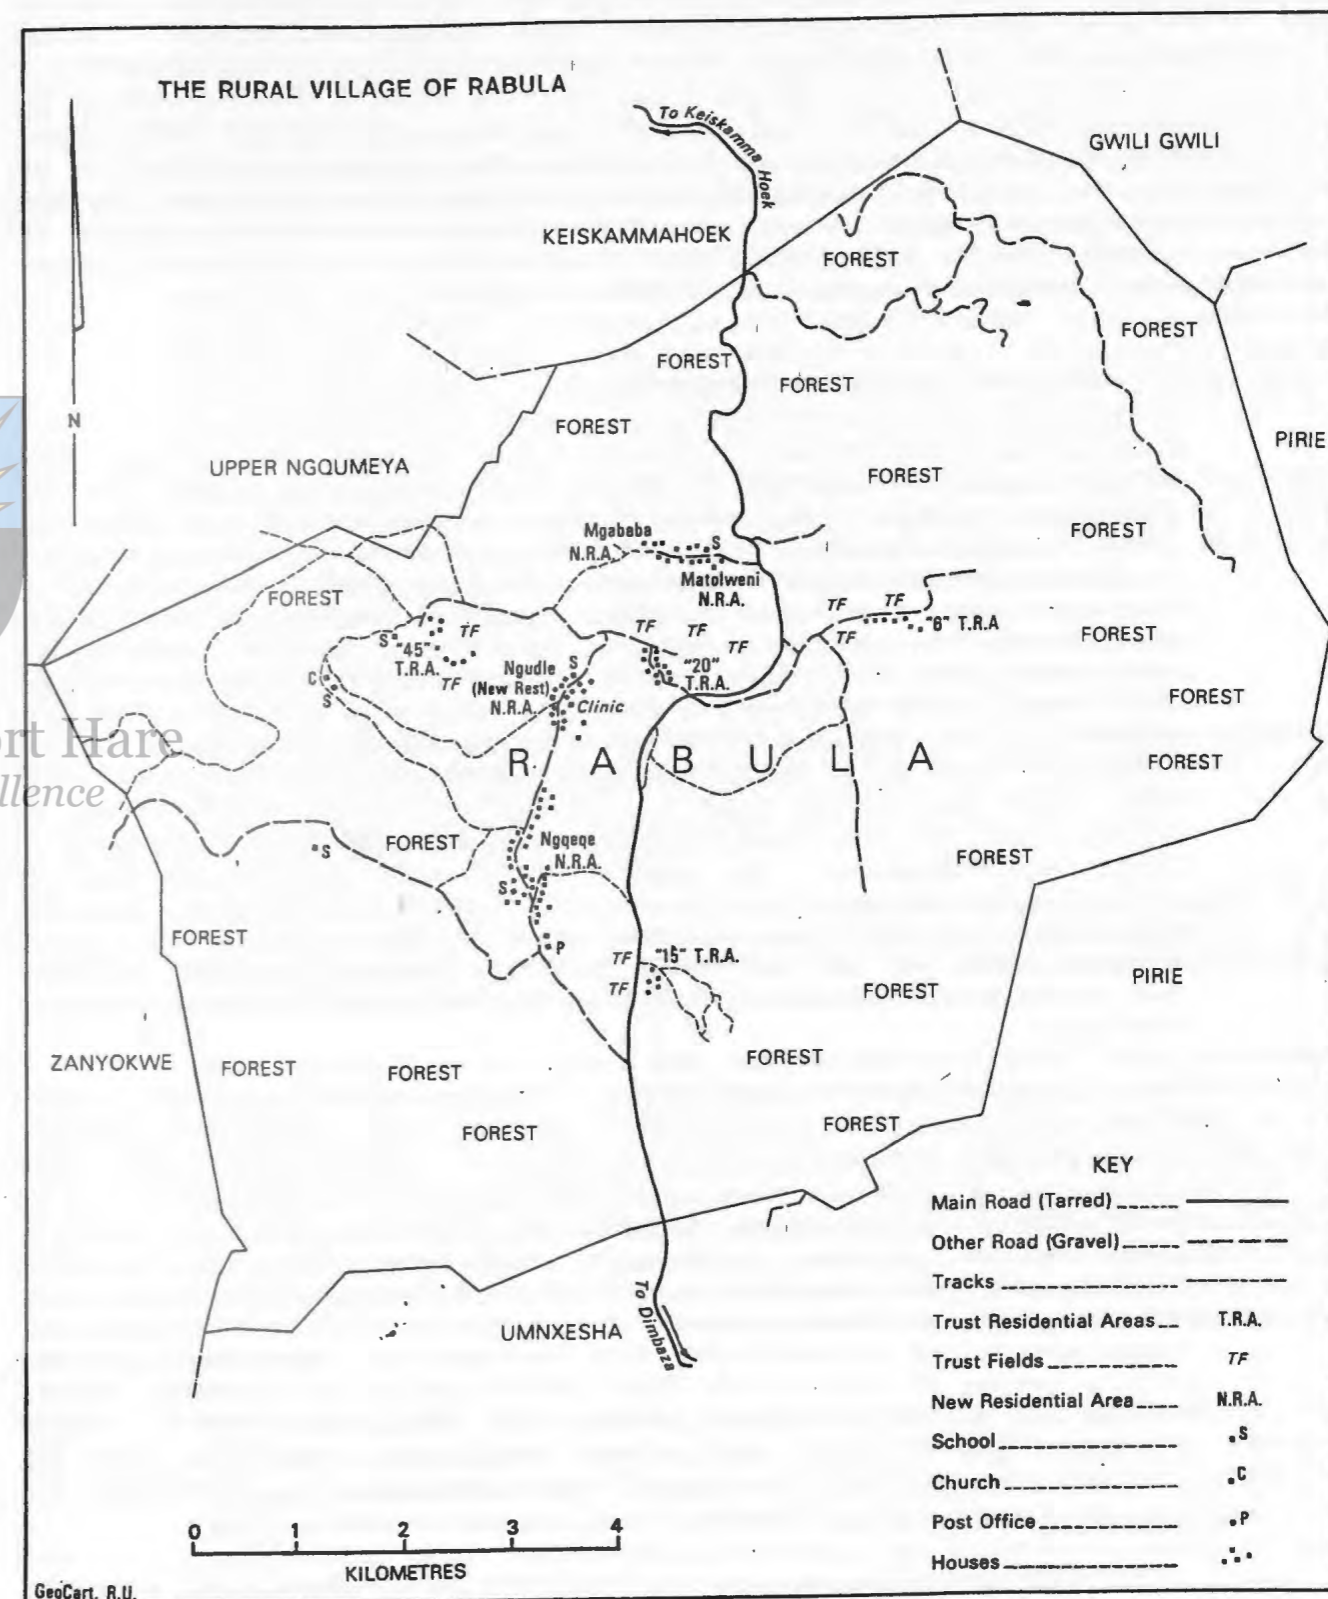 THE RURAL VILLAGE OF RABULA
To Keiskamma Hoek
GWILI GWILI
KEISKAMMAHOEK
FOREST
FOREST
FOREST
FOREST
N
FOREST
PIRIE
UPPER NGQUMEYA
FOREST
FOREST
Mgababa
S
N.R.A.
Matolweni
N.R.A.
FOREST
TF
TF
"8" T.R.A
S
"45"
T.R.A.
TF
TF
TF
TF
TF
FOREST
Ngudle
(New Rest)
N.R.A.
S
"20"
T.R.A.
C
S
TF
Clinic
FOREST
ort Hare
R A B U L A
FOREST
llence
FOREST
Ngqeqe
N.R.A.
S
FOREST
S
FOREST
P
TF
"15" T.R.A.
TF
FOREST
PIRIE
ZANYOKWE
FOREST
FOREST
FOREST
FOREST
FOREST
KEY
Main Road (Tarred)
Other Road (Gravel)
Tracks
Trust Residential Areas T.R.A.
Trust Fields TF
New Residential Area N.R.A.
School S
Church C
Post Office P
Houses
To Dimbaza
UMNXESHA
0 1 2 3 4
KILOMETRES
GeoCart. R.U.